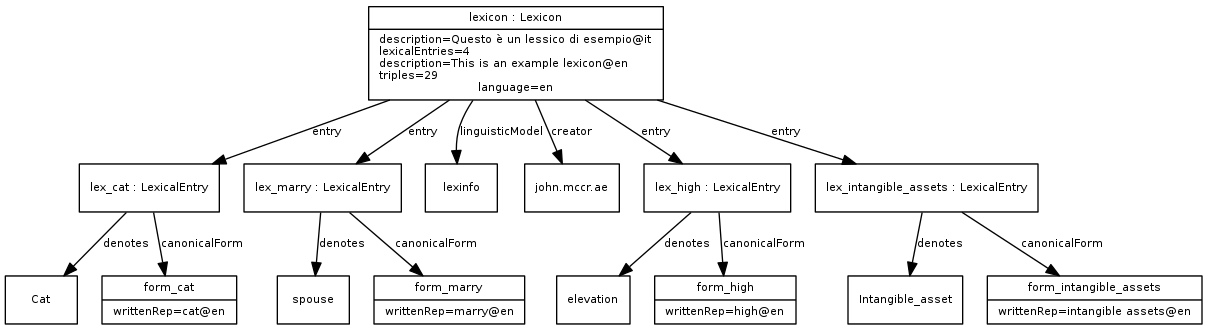 lexicon : Lexicon
description=Questo è un lessico di esempio@it
lexicalEntries=4
description=This is an example lexicon@en
triples=29
language=en
entry
entry
linguisticModel
creator
entry
entry
lex_cat : LexicalEntry
lex_marry : LexicalEntry
lexinfo
john.mccr.ae
lex_high : LexicalEntry
lex_intangible_assets : LexicalEntry
denotes
canonicalForm
denotes
canonicalForm
denotes
canonicalForm
denotes
canonicalForm
Cat
form_cat
writtenRep=cat@en
spouse
form_marry
writtenRep=marry@en
elevation
form_high
writtenRep=high@en
Intangible_asset
form_intangible_assets
writtenRep=intangible assets@en